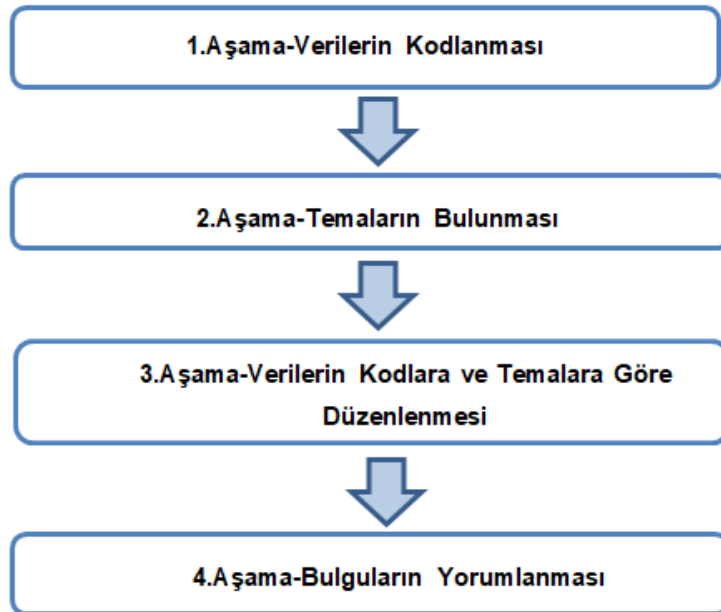 1.Aşama-Verilerin Kodlanması
2.Aşama-Temaların Bulunması
3.Aşama-Verilerin Kodlara ve Temalara Göre
Düzenlenmesi
4.Aşama-Bulguların Yorumlanması